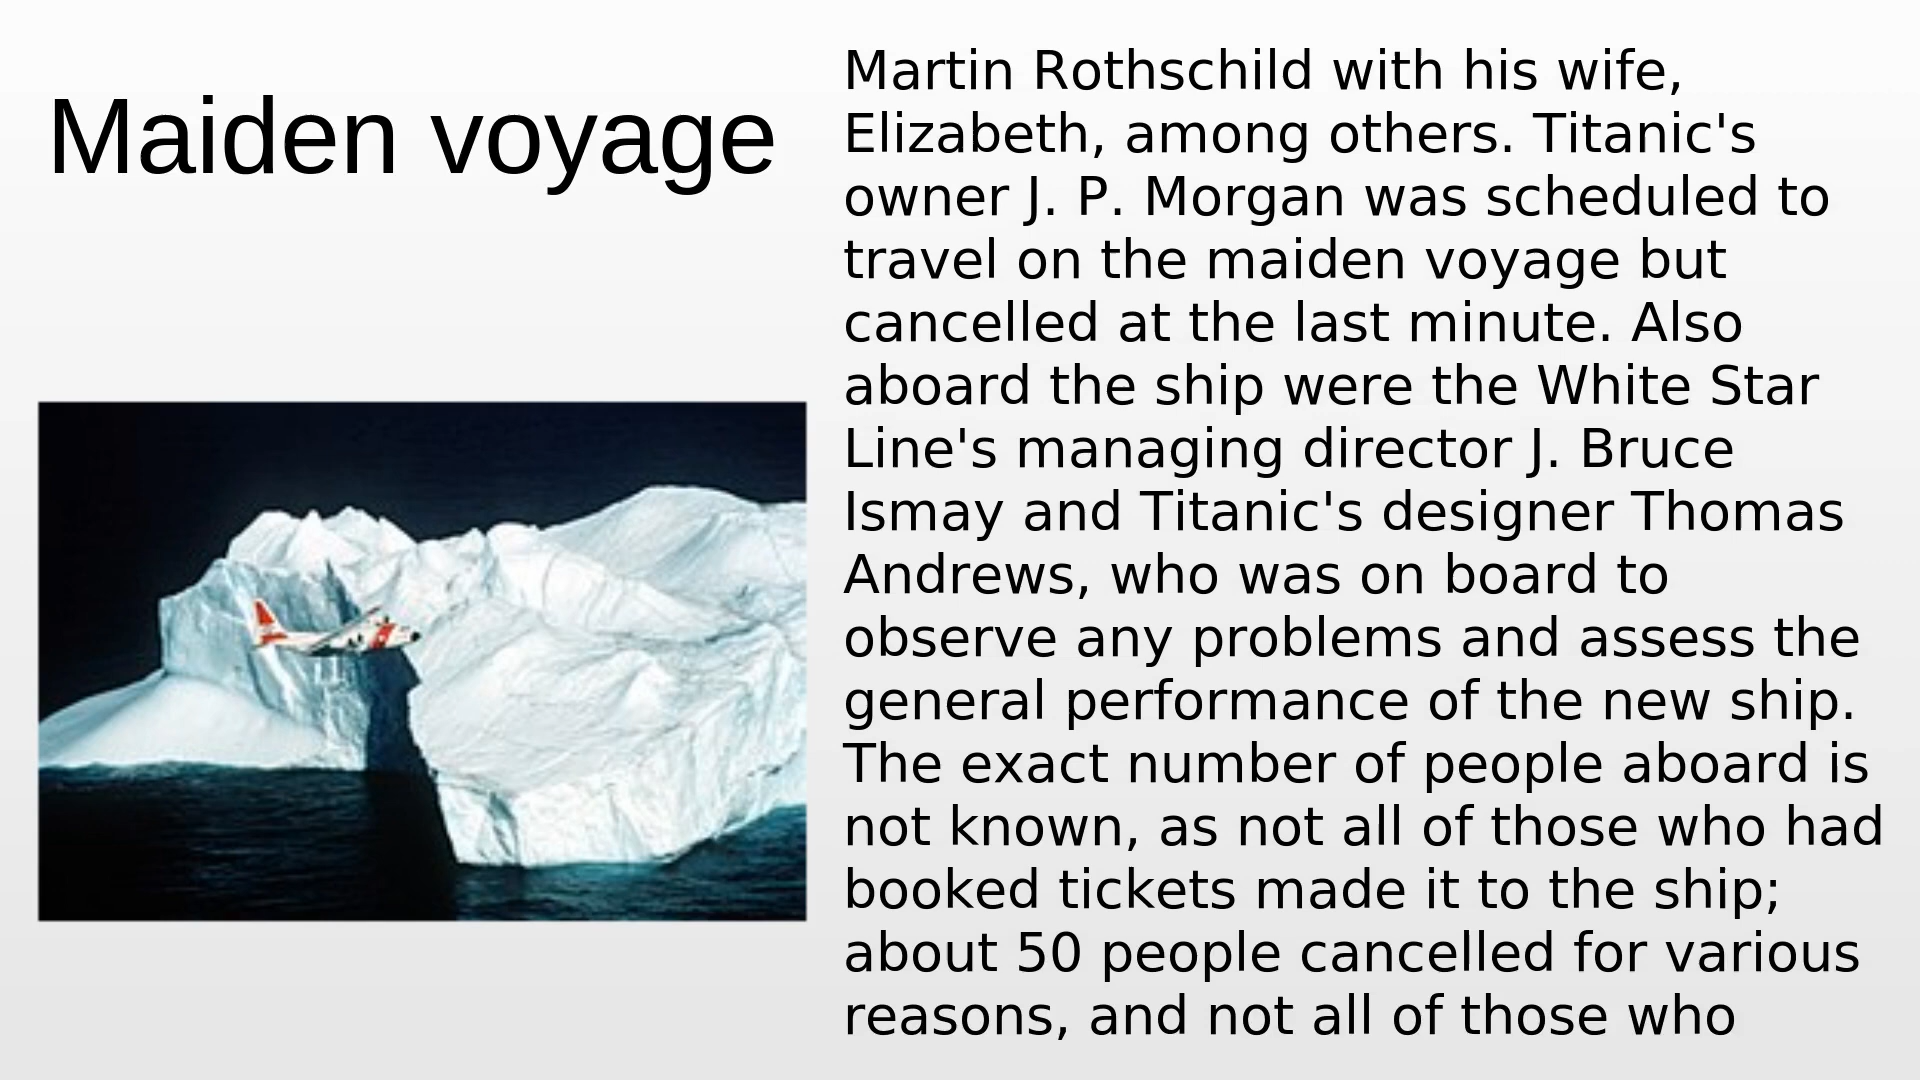 Maiden voyage
Martin Rothschild with his wife,
Elizabeth, among others. Titanic's
owner J. P. Morgan was scheduled to
travel on the maiden voyage but
cancelled at the last minute. Also
aboard the ship were the White Star
Line's managing director J. Bruce
Ismay and Titanic's designer Thomas
Andrews, who was on board to
observe any problems and assess the
general performance of the new ship.
The exact number of people aboard is
not known, as not all of those who had
booked tickets made it to the ship;
about 50 people cancelled for various
reasons, and not all of those who